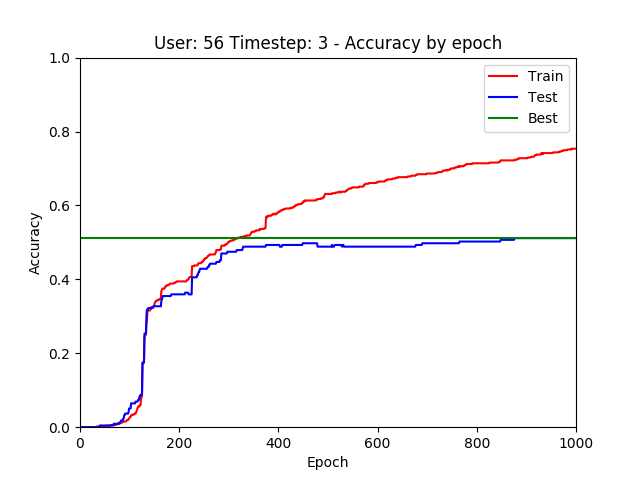 User: 56 Timestep: 3 - Accuracy by epoch
1.0
0.8
0.6
0.4
0.2
0.0
Accuracy
Train
Test
Best
0 200 400 600 800 1000
Epoch